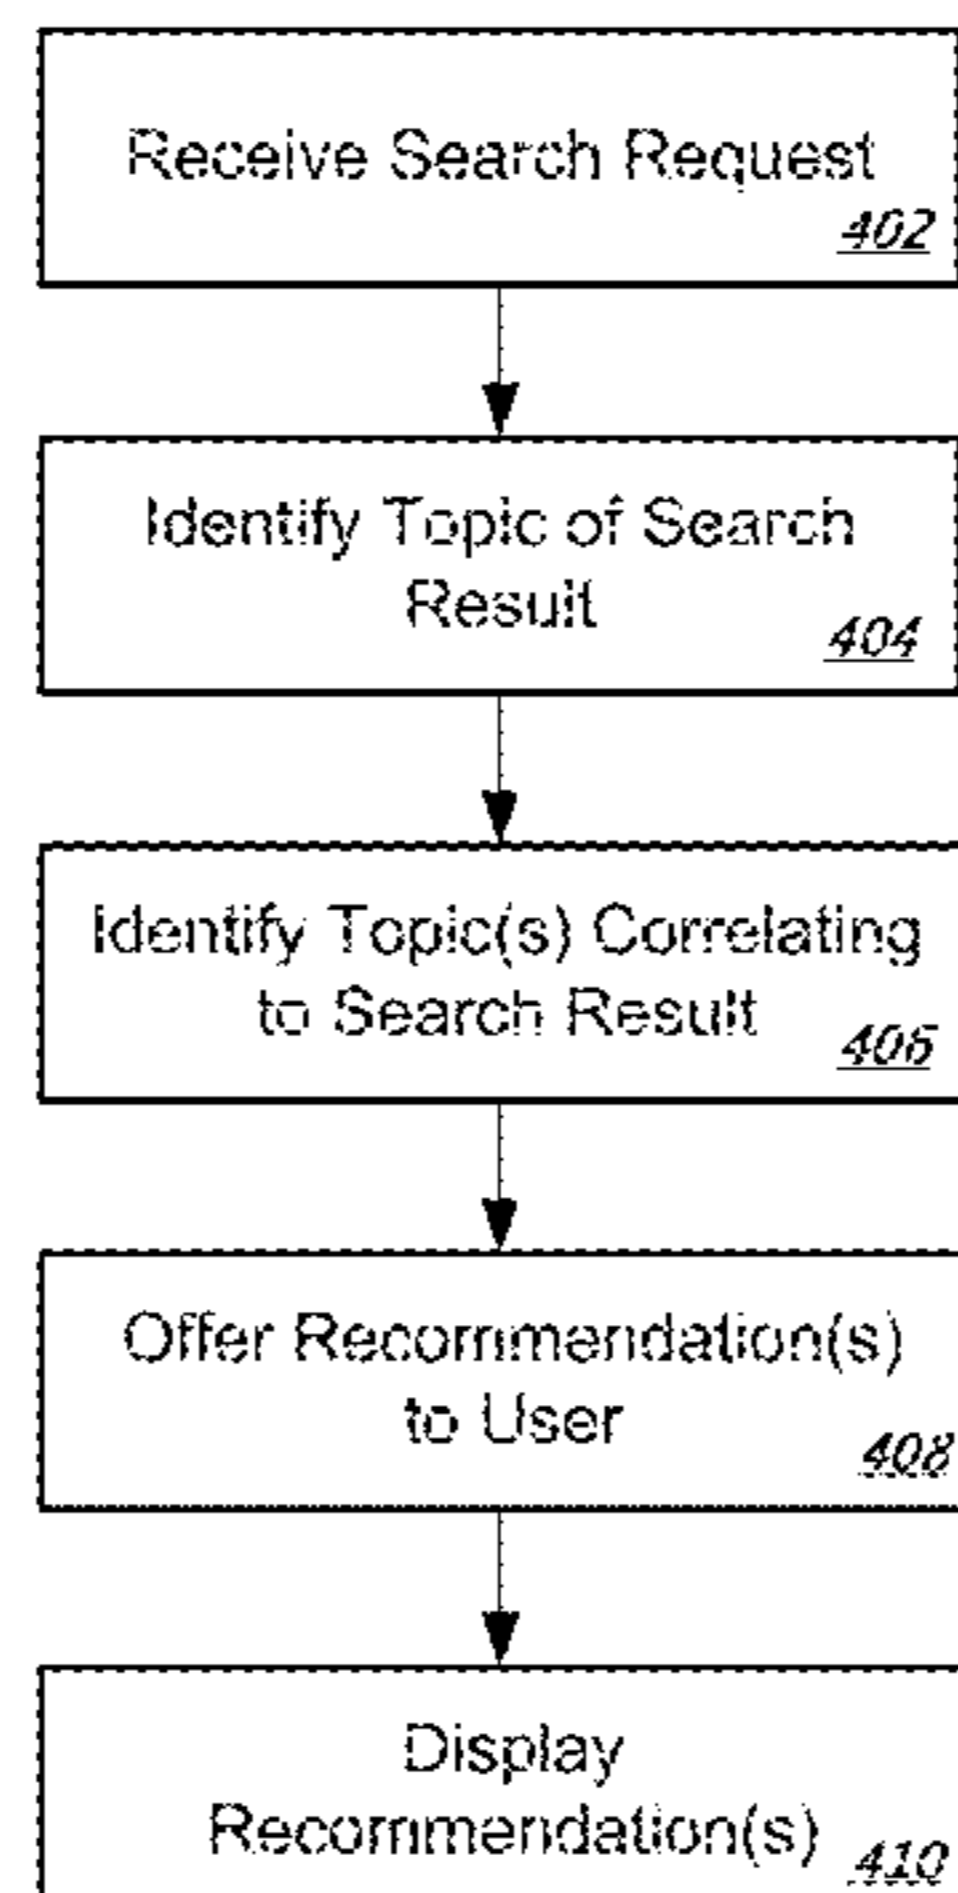 Receive Search Request
402
Identify Topic of Search
Result
404
Identify Topic(s) Correlating
to Search Result
406
Offer Recommendation(s)
to User
408
Display
Recommendation(s)
410